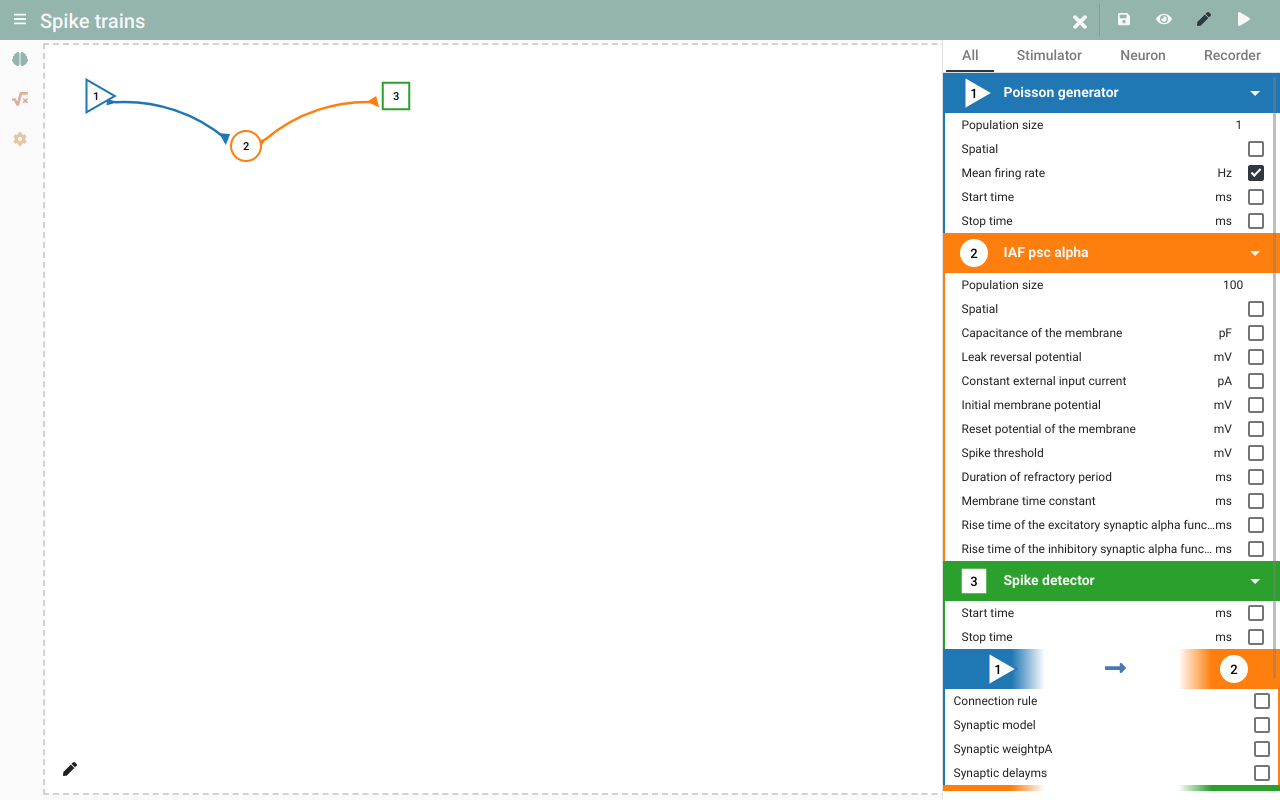 Spike trains
All Stimulator Neuron Recorder
1
2
3
1 Poisson generator
Population size 1
Spatial
Mean firing rate Hz
Start time ms
Stop time ms
2 IAF psc alpha
Population size 100
Spatial
Capacitance of the membrane pF
Leak reversal potential mV
Constant external input current pA
Initial membrane potential mV
Reset potential of the membrane mV
Spike threshold mV
Duration of refractory period ms
Membrane time constant ms
Rise time of the excitatory synaptic alpha func...ms
Rise time of the inhibitory synaptic alpha func... ms
3 Spike detector
Start time ms
Stop time ms
1 2
Connection rule
Synaptic model
Synaptic weightpA
Synaptic delayms